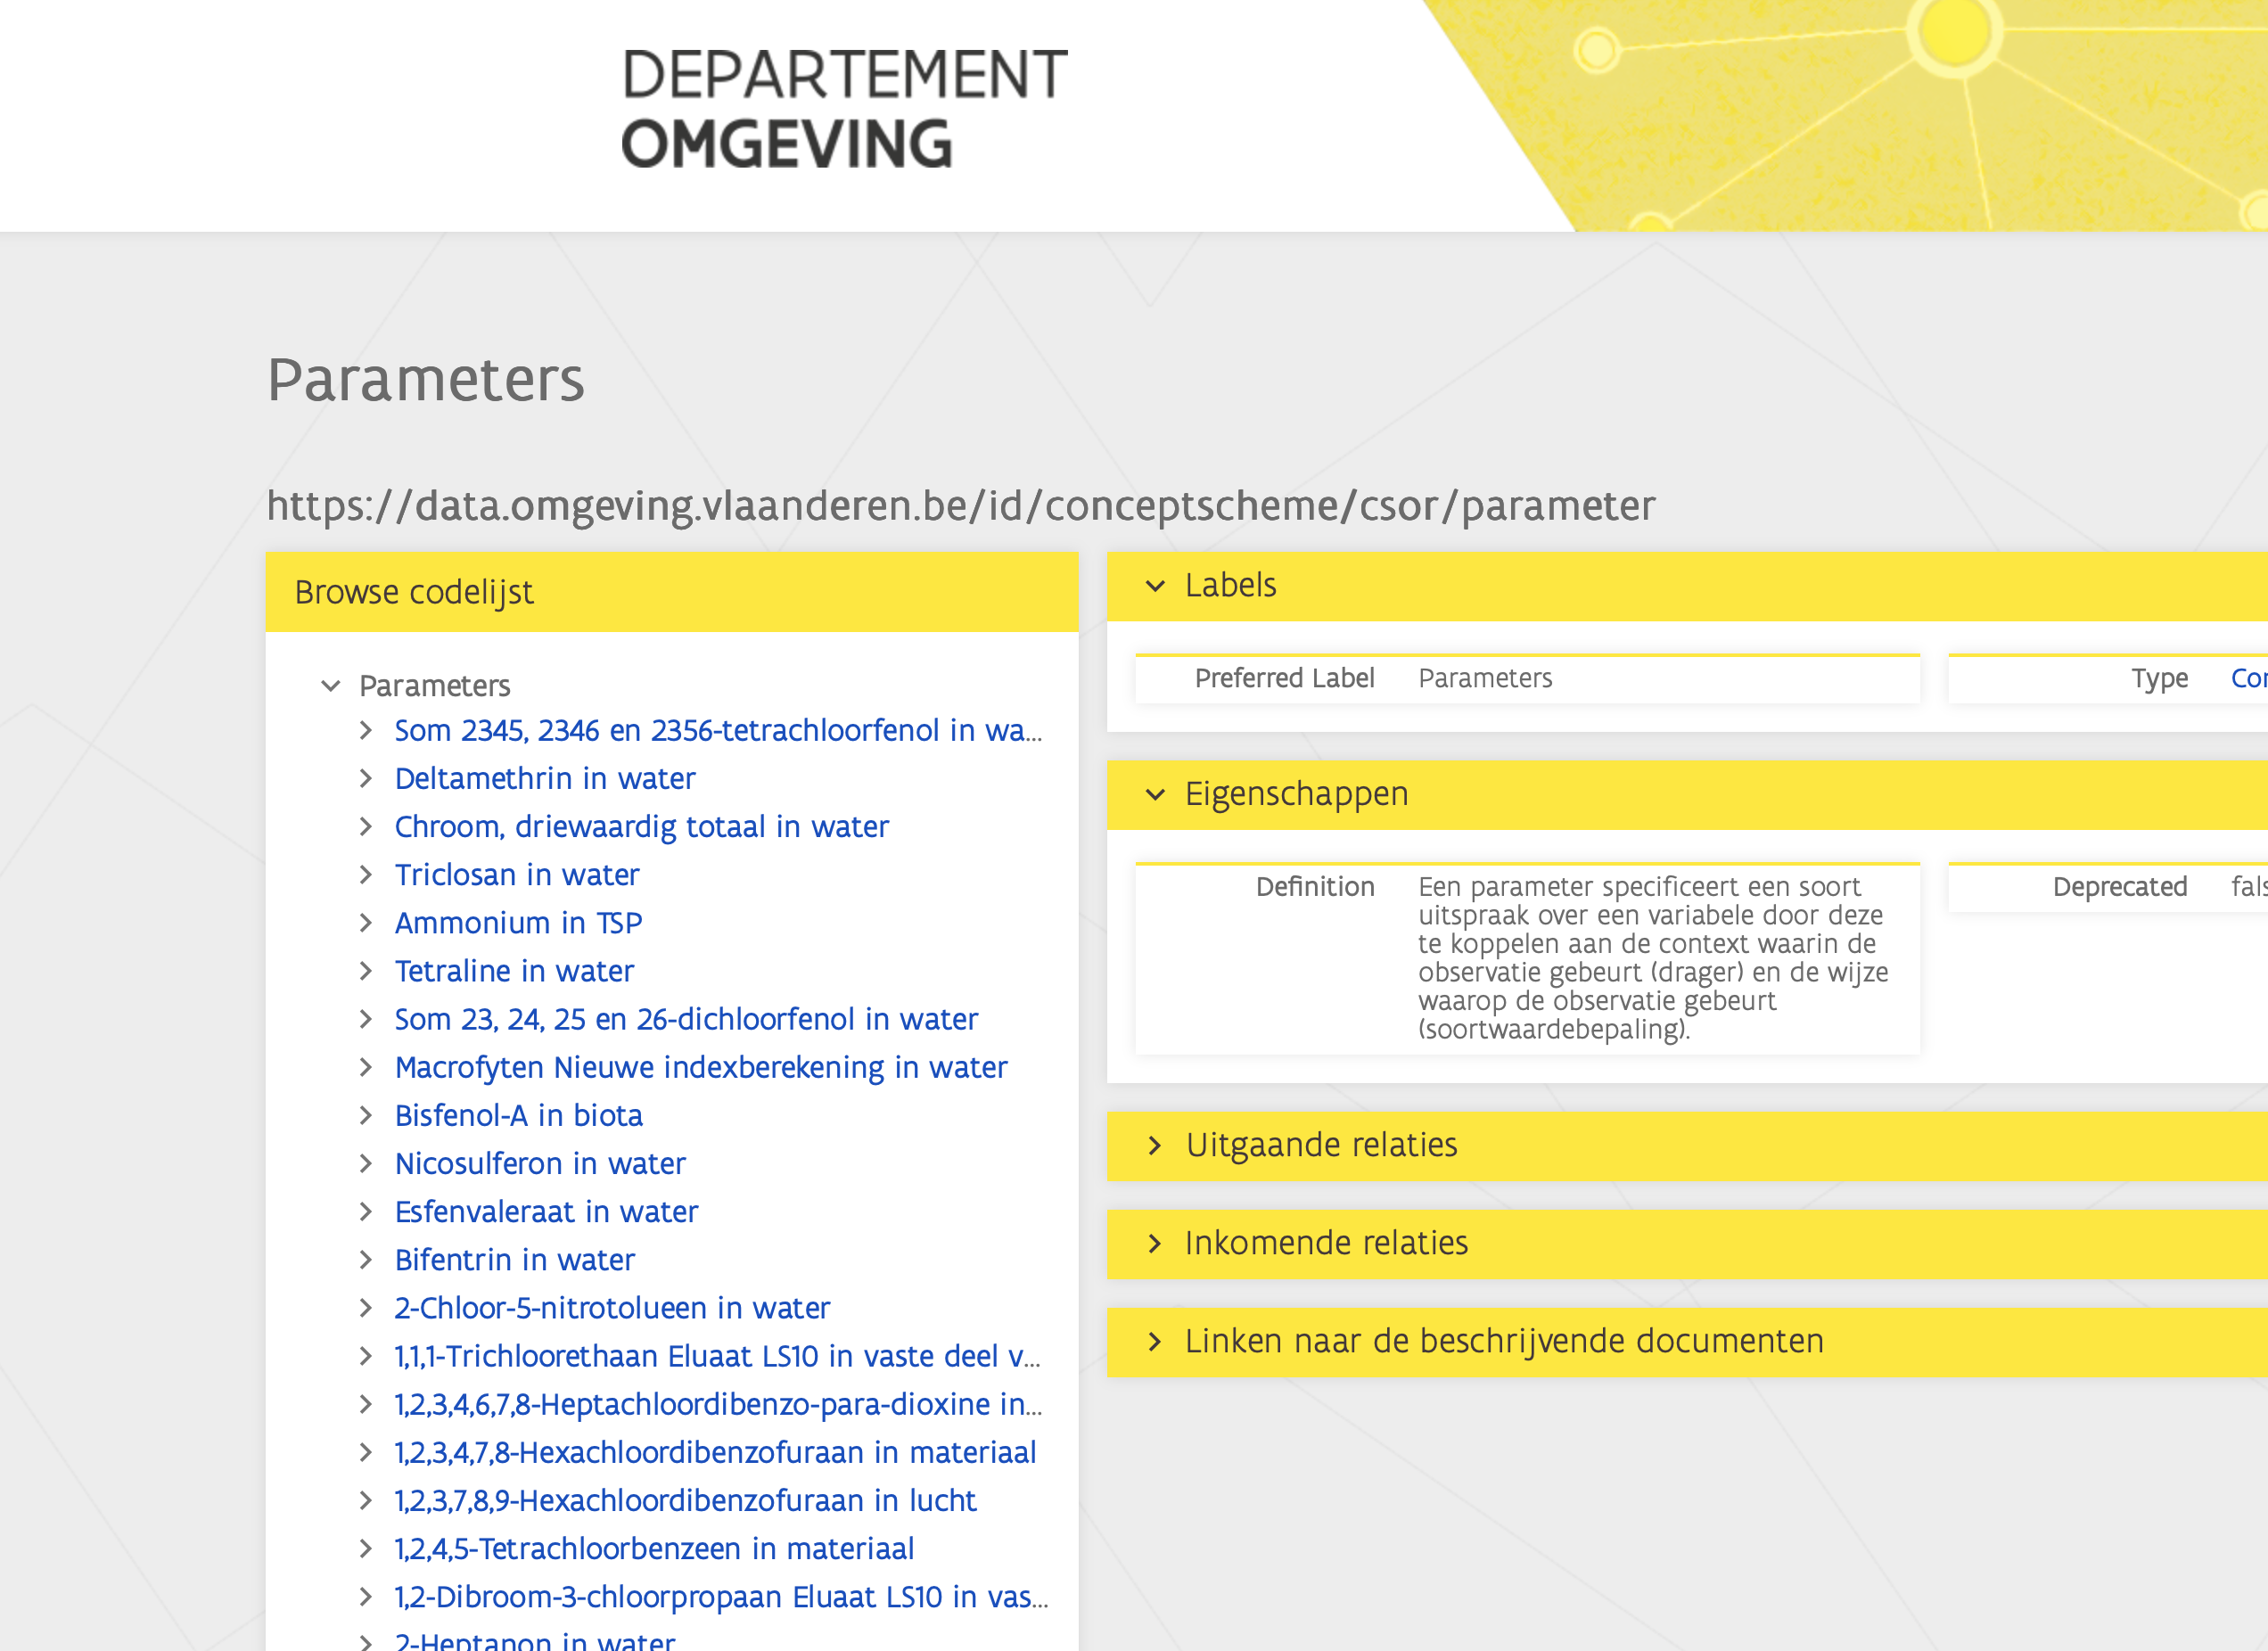 DEPARTEMENT
OMGEVING
Parameters
https://data.omgeving.vlaanderen.be/id/conceptscheme/csor/parameter
Browse codelijst
Parameters
Som 2345, 2346 en 2356-tetrachloorfenol in wa...
Deltamethrin in water
Chroom, driewaardig totaal in water
Triclosan in water
Ammonium in TSP
Tetraline in water
Som 23, 24, 25 en 26-dichloorfenol in water
Macrofyten Nieuwe indexberekening in water
Bisfenol-A in biota
Nicosulferon in water
Esfenvaleraat in water
Bifentrin in water
2-Chloor-5-nitrotolueen in water
1,1,1-Trichloorethaan Eluaat LS10 in vaste deel v...
1,2,3,4,6,7,8-Heptachloordibenzo-para-dioxine in...
1,2,3,4,7,8-Hexachloordibenzofuraan in materiaal
1,2,3,7,8,9-Hexachloordibenzofuraan in lucht
1,2,4,5-Tetrachloorbenzeen in materiaal
1,2-Dibroom-3-chloorpropaan Eluaat LS10 in vas...
2-Heptanon in water
Labels
Preferred Label Parameters
Type
Eigenschappen
Definition Een parameter specificeert een soort
uitspraak over een variabele door deze
te koppelen aan de context waarin de
observatie gebeurt (drager) en de wijze
waarop de observatie gebeurt
(soortwaardebepaling).
Deprecated
Uitgaande relaties
Inkomende relaties
Linken naar de beschrijvende documenten